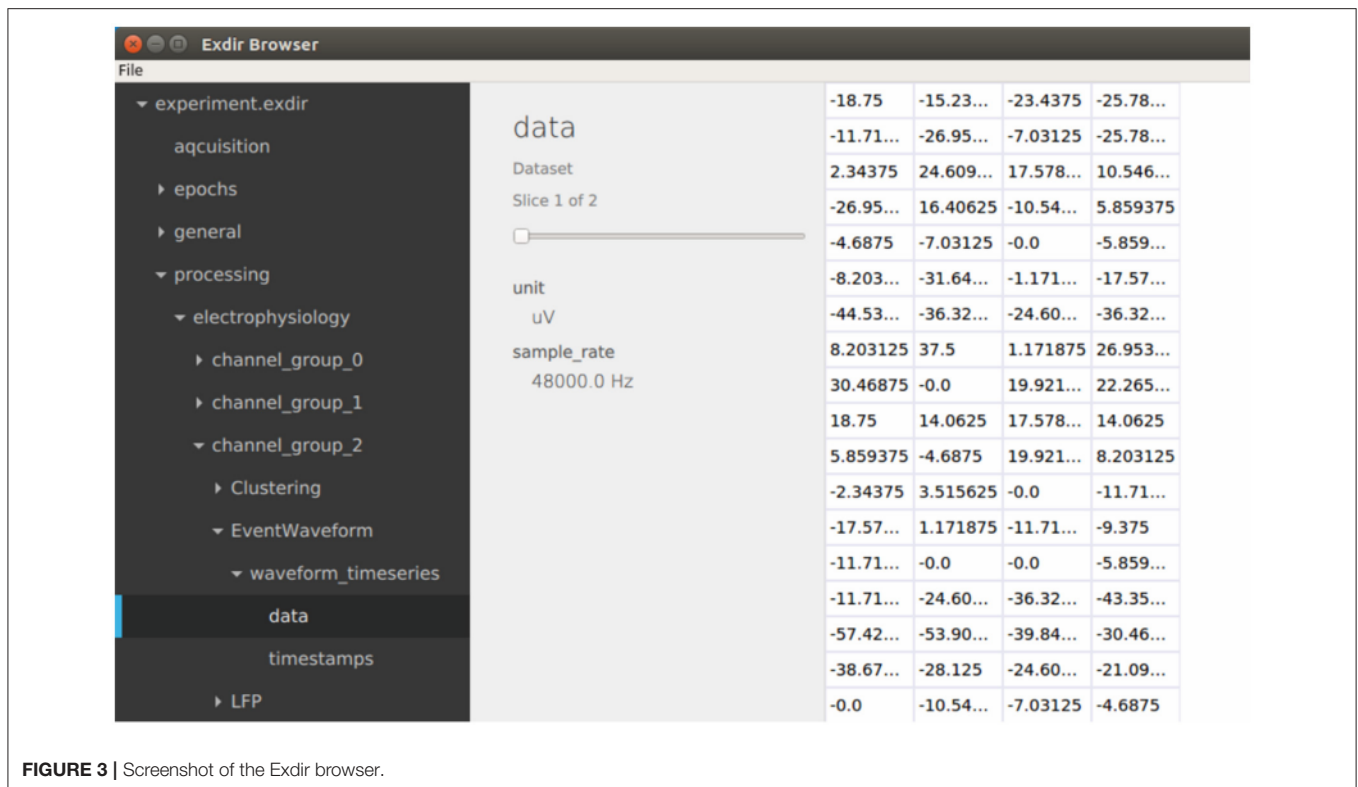 Exdir Browser
File
experiment.exdir
aqcuisition
epochs
general
processing
electrophysiology
channel_group_0
channel_group_1
channel_group_2
Clustering
EventWaveform
waveform_timeseries
data
timestamps
LFP
data
Dataset
Slice 1 of 2
unit
uV
sample_rate
48000.0 Hz
-18.75 -15.23... -23.4375 -25.78...
-11.71... -26.95... -7.03125 -25.78...
2.34375 24.609... 17.578... 10.546...
-26.95... 16.40625 -10.54... 5.859375
-4.6875 -7.03125 -0.0 -5.859...
-8.203... -31.64... -1.171... -17.57...
-44.53... -36.32... -24.60... -36.32...
8.203125 37.5 1.171875 26.953...
30.46875 -0.0 19.921... 22.265...
18.75 14.0625 17.578... 14.0625
5.859375 -4.6875 19.921... 8.203125
-2.34375 3.515625 -0.0 -11.71...
-17.57... 1.171875 -11.71... -9.375
-11.71... -0.0 -0.0 -5.859...
-11.71... -24.60... -36.32... -43.35...
-57.42... -53.90... -39.84... -30.46...
-38.67... -28.125 -24.60... -21.09...
-0.0 -10.54... -7.03125 -4.6875
FIGURE 3 | Screenshot of the Exdir browser.